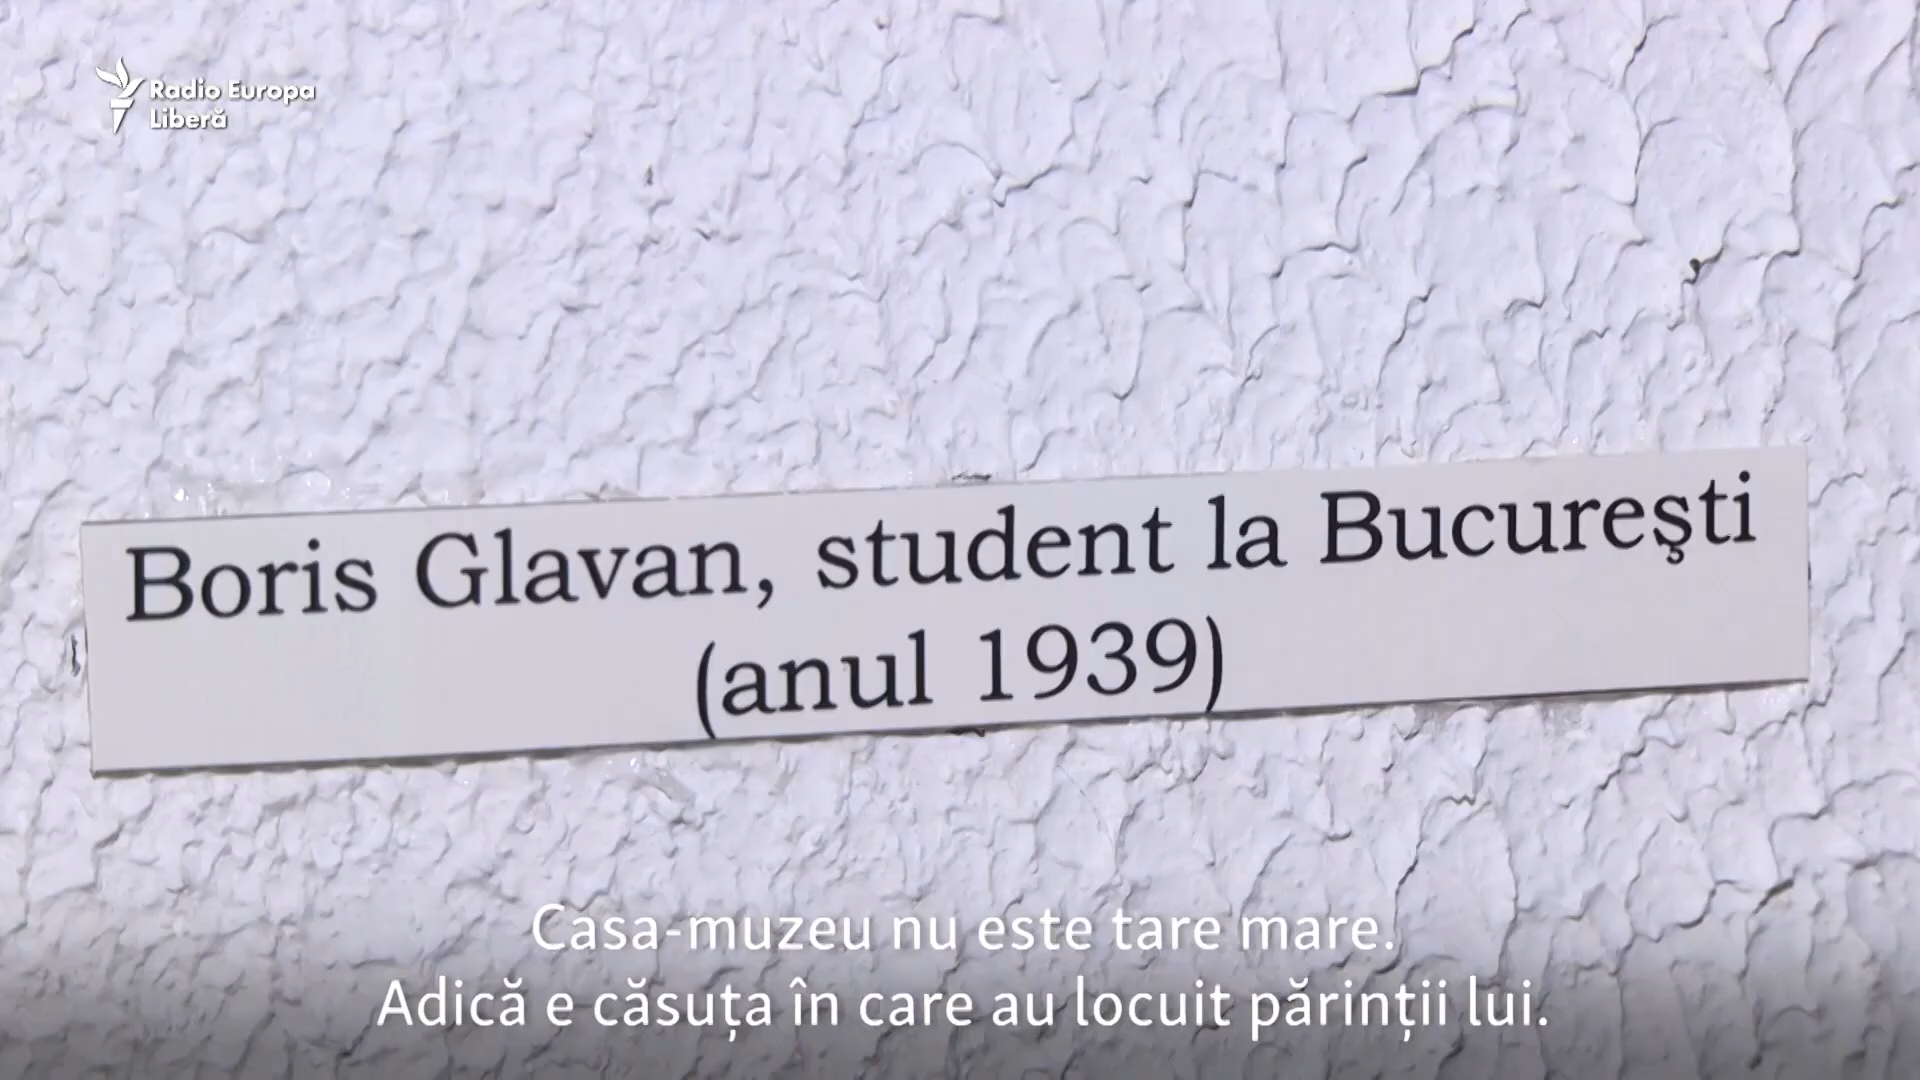 Radio Europa
Liberă
Boris Glavan, student la Bucureşti
(anul 1939)
Casa-muzeu nu este tare mare.
Adică e căsuța în care au locuit părinții lui.